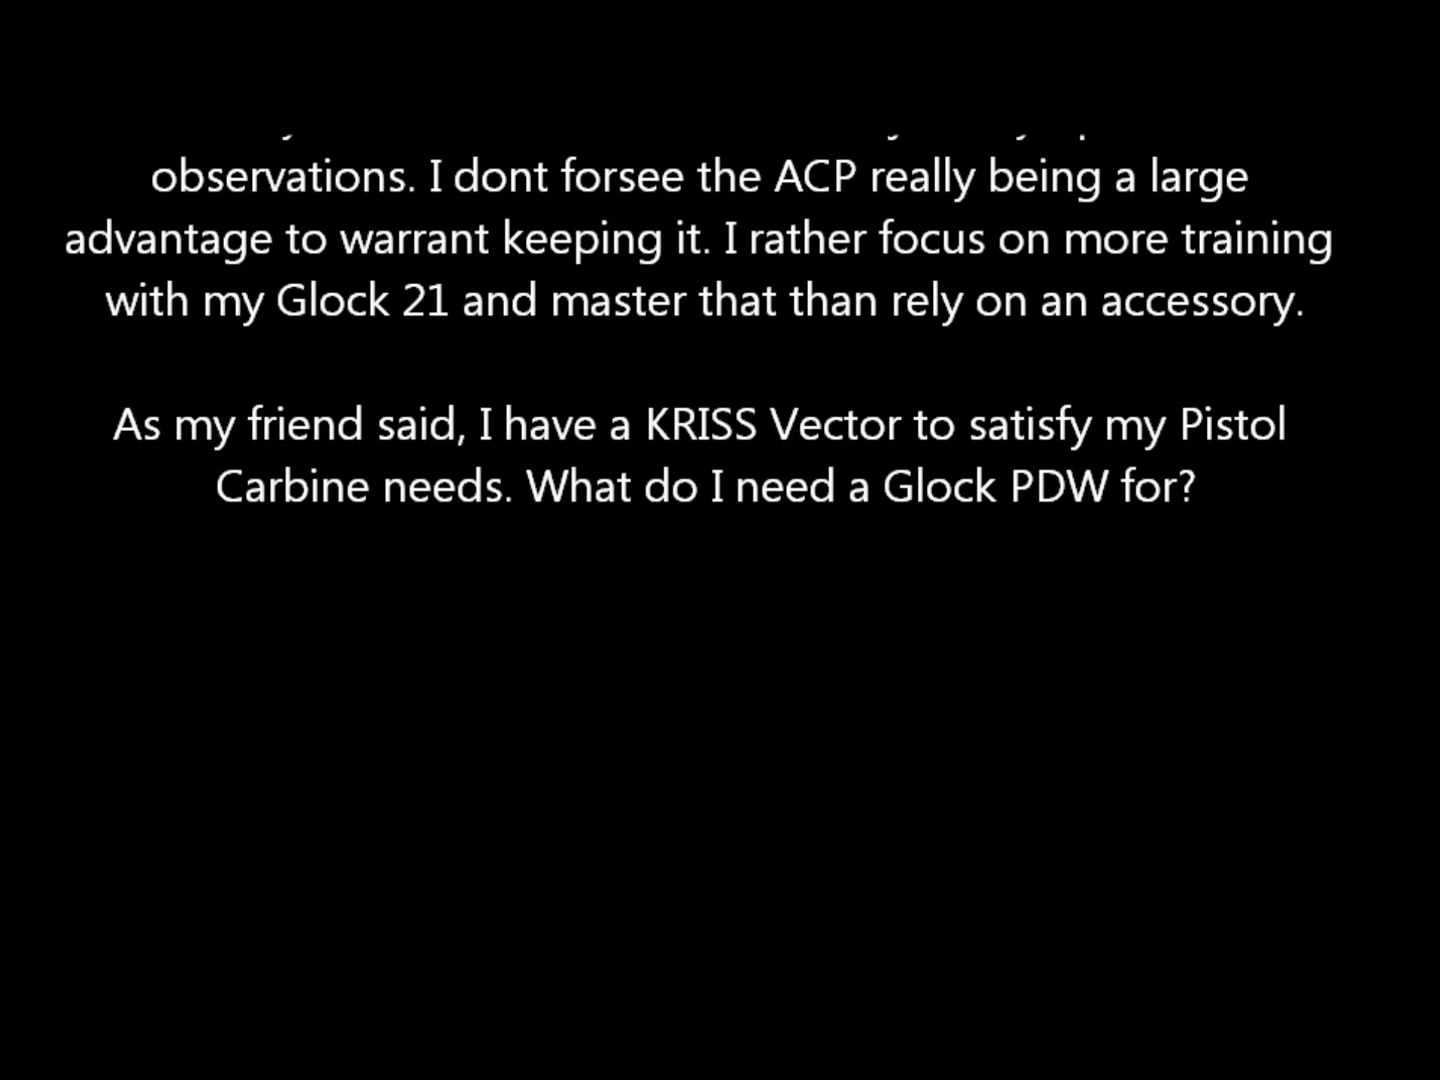 observations. I dont forsee the ACP really being a large
advantage to warrant keeping it. I rather focus on more training
with my Glock 21 and master that than rely on an accessory.
As my friend said, I have a KRISS Vector to satisfy my Pistol
Carbine needs. What do I need a Glock PDW for?